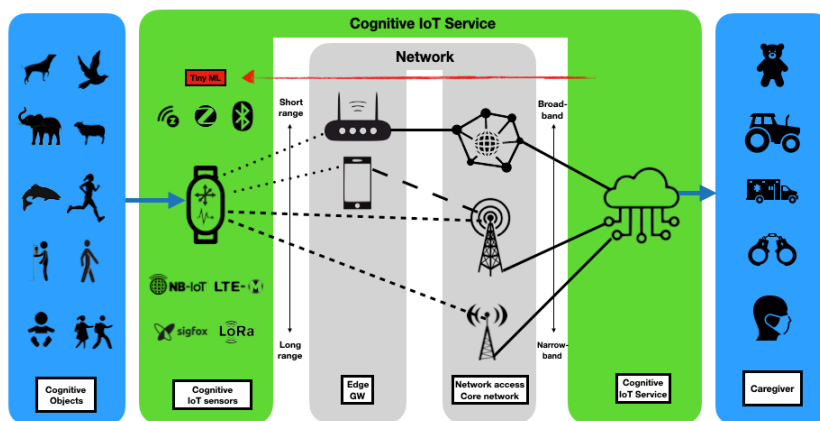 Cognitive IoT Service
Network
Tiny ML
Short
range
Broad-
band
NB-IoT
LTE-M
sigfox
LoRa
Long
range
Narrow-
band
Cognitive
Objects
Cognitive
IoT sensors
Edge
GW
Network access
Core network
Cognitive
IoT Service
Caregiver